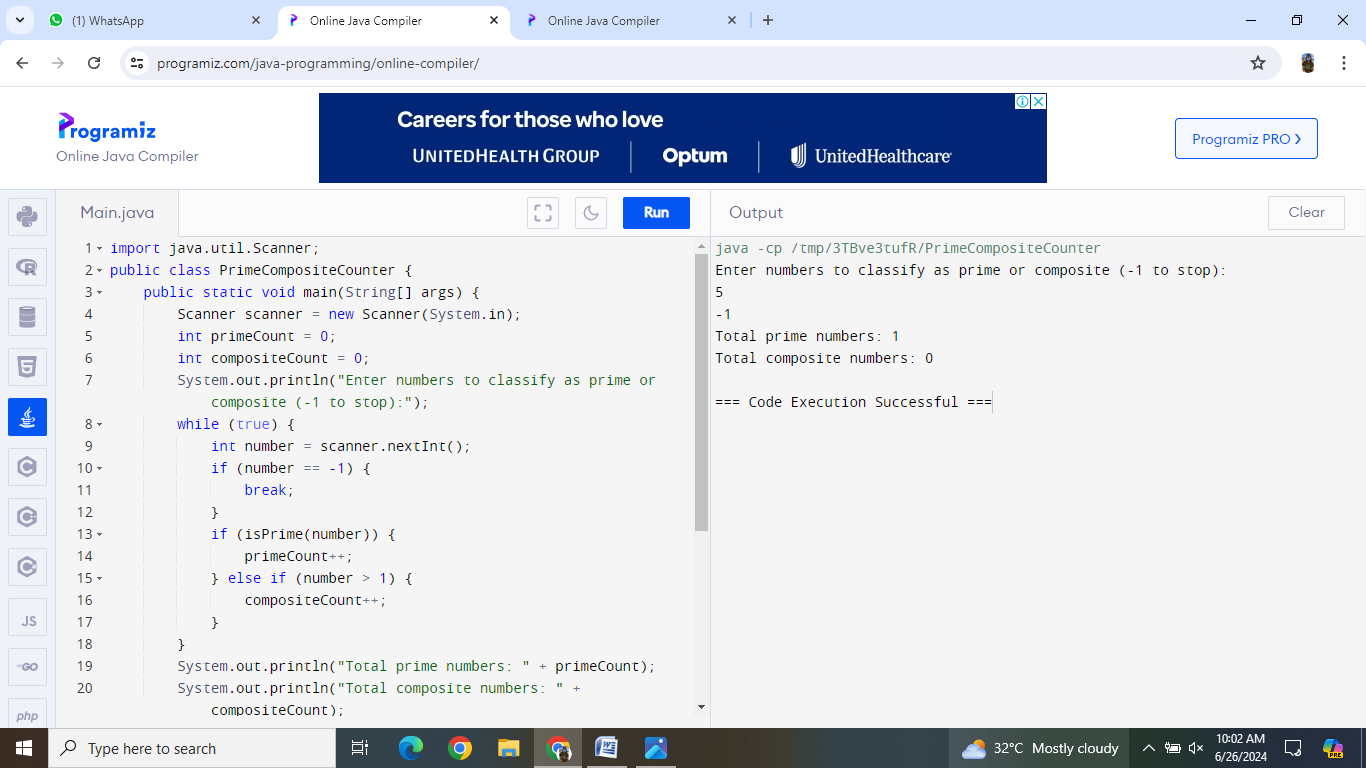 (1) WhatsApp
Online Java Compiler
Online Java Compiler
programiz.com/java-programming/online-compiler/
Programiz
Online Java Compiler
Careers for those who love
UNITEDHEALTH GROUP
Optum
UnitedHealthcare
Programiz PRO
Main.java
Run
Output
Clear
1 import java.util.Scanner;
2 public class PrimeCompositeCounter {
3 public static void main(String[] args) {
4 Scanner scanner = new Scanner(System.in);
5 int primeCount = 0;
6 int compositeCount = 0;
7 System.out.println("Enter numbers to classify as prime or
composite (-1 to stop):");
8 while (true) {
9 int number = scanner.nextInt();
10 if (number == -1) {
11 break;
12 }
13 if (isPrime(number)) {
14 primeCount++;
15 } else if (number > 1) {
16 compositeCount++;
17 }
18 }
19 System.out.println("Total prime numbers: " + primeCount);
20 System.out.println("Total composite numbers: " +
compositeCount);
java -cp /tmp/3TBve3tufR/PrimeCompositeCounter
Enter numbers to classify as prime or composite (-1 to stop):
5
-1
Total prime numbers: 1
Total composite numbers: 0
=== Code Execution Successful ===
R
5
C
C
C
JS
GO
php
Type here to search
W
32°C Mostly cloudy
10:02 AM
6/26/2024
PRE